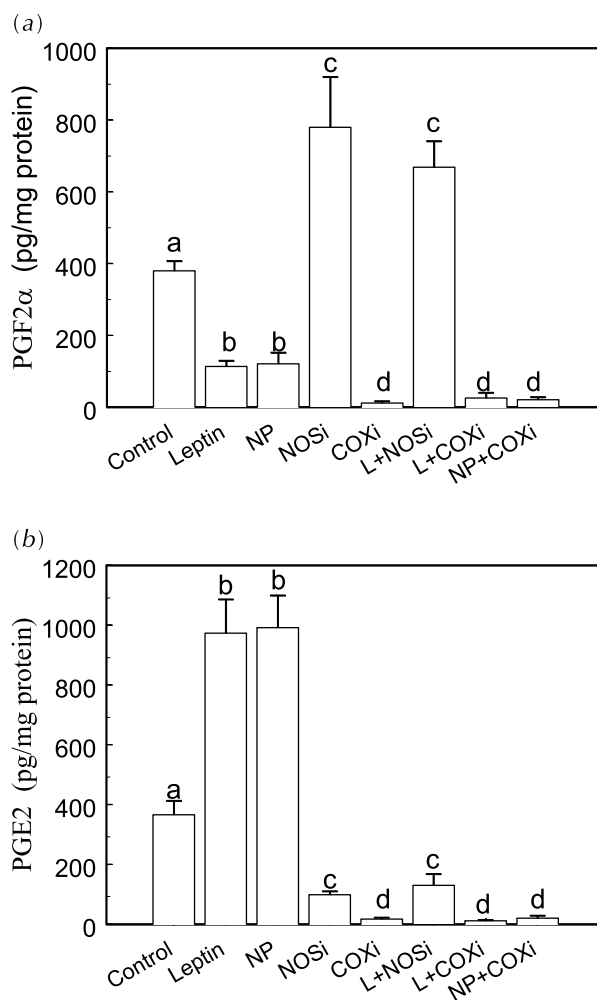 (a)
1000
800
600
400
200
0
PGF2α (pg/mg protein)
a
b
b
c
d
c
d
d
Control
Leptin
NP
NOSi
COXi
L+NOSi
L+COXi
NP+COXi
(b)
1200
1000
800
600
400
200
0
PGE2 (pg/mg protein)
a
b
b
c
d
c
d
d
Control
Leptin
NP
NOSi
COXi
L+NOSi
L+COXi
NP+COXi